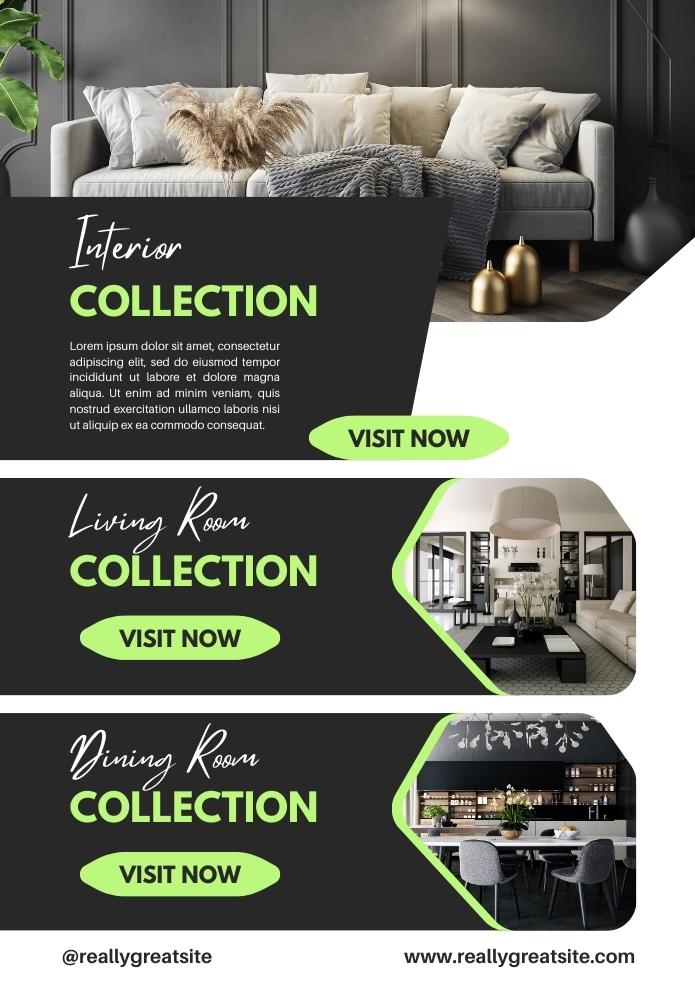 Interior
COLLECTION
Lorem ipsum dolor sit amet, consectetur
adipiscing elit, sed do eiusmod tempor
incididunt ut labore et dolore magna
aliqua. Ut enim ad minim veniam, quis
nostrud exercitation ullamco laboris nisi
ut aliquip ex ea commodo consequat.
VISIT NOW
Living Room
COLLECTION
VISIT NOW
Dining Room
COLLECTION
VISIT NOW
@reallygreatsite
www.reallygreatsite.com